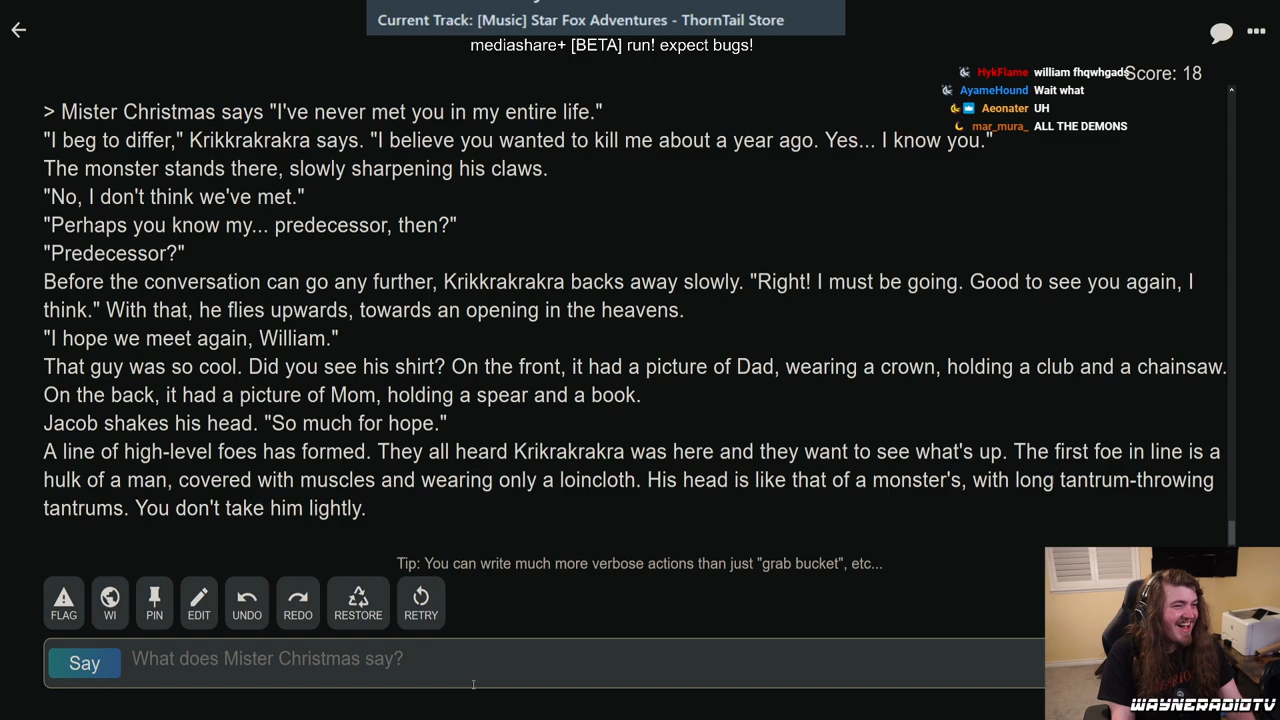 Current Track: [Music] Star Fox Adventures - ThornTail Store
mediashare+ [BETA] run! expect bugs!
Score: 18
HykFlame william fhqwhgads
AyameHound Wait what
Aeonater UH
mar_mura_ ALL THE DEMONS
> Mister Christmas says "I've never met you in my entire life."
"I beg to differ," Krikkrakrakra says. "I believe you wanted to kill me about a year ago. Yes... I know you."
The monster stands there, slowly sharpening his claws.
"No, I don't think we've met."
"Perhaps you know my... predecessor, then?"
"Predecessor?"
Before the conversation can go any further, Krikkrakrakra backs away slowly. "Right! I must be going. Good to see you again, I
think." With that, he flies upwards, towards an opening in the heavens.
"I hope we meet again, William."
That guy was so cool. Did you see his shirt? On the front, it had a picture of Dad, wearing a crown, holding a club and a chainsaw.
On the back, it had a picture of Mom, holding a spear and a book.
Jacob shakes his head. "So much for hope."
A line of high-level foes has formed. They all heard Krikrakrakra was here and they want to see what's up. The first foe in line is a
hulk of a man, covered with muscles and wearing only a loincloth. His head is like that of a monster's, with long tantrum-throwing
tantrums. You don't take him lightly.
Tip: You can write much more verbose actions than just "grab bucket", etc...
FLAG WI PIN EDIT UNDO REDO RESTORE RETRY
Say What does Mister Christmas say?
WAYNERADIOTV